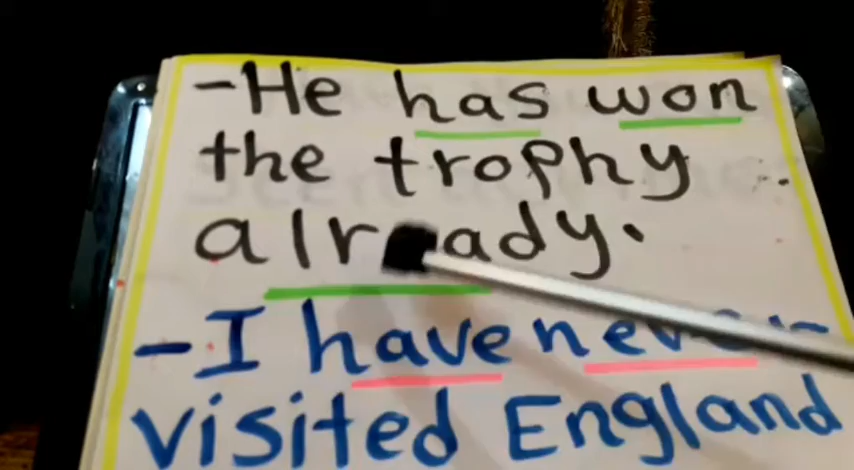 -He has won
the trophy
already.
-I have never
visited England